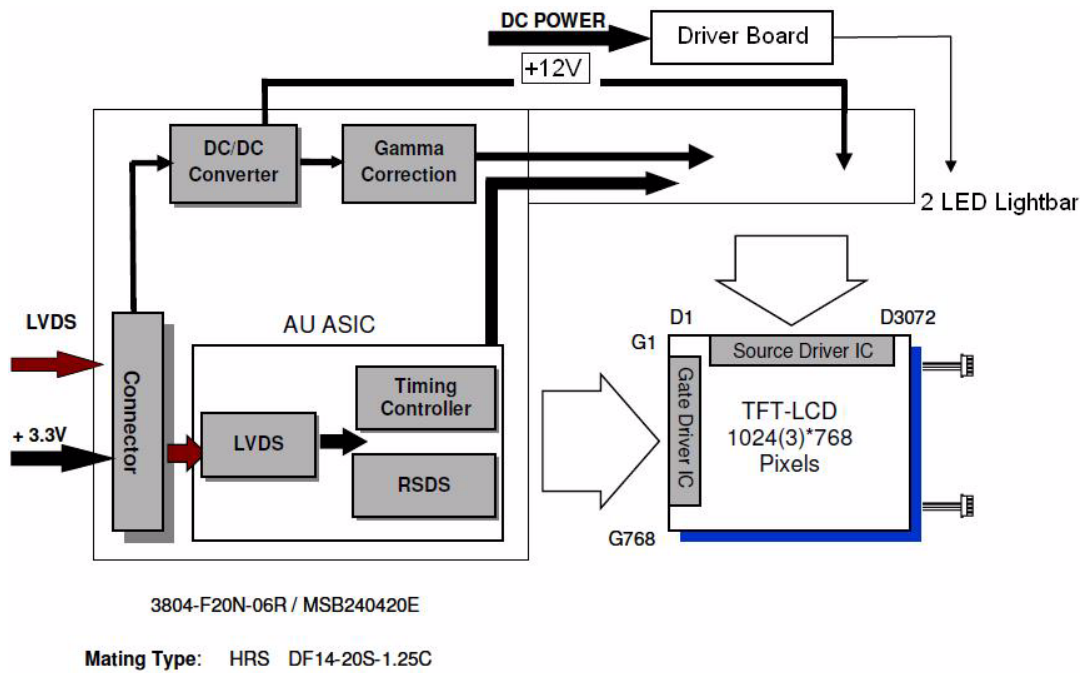 DC POWER
Driver Board
+12V
DC/DC
Converter
Gamma
Correction
2 LED Lightbar
LVDS
AU ASIC
D1
D3072
G1
Source Driver IC
Connector
Timing
Controller
Gate Driver IC
TFT-LCD
1024(3)*768
Pixels
+ 3.3V
LVDS
RSDS
G768
3804-F20N-06R / MSB240420E
Mating Type: HRS DF14-20S-1.25C